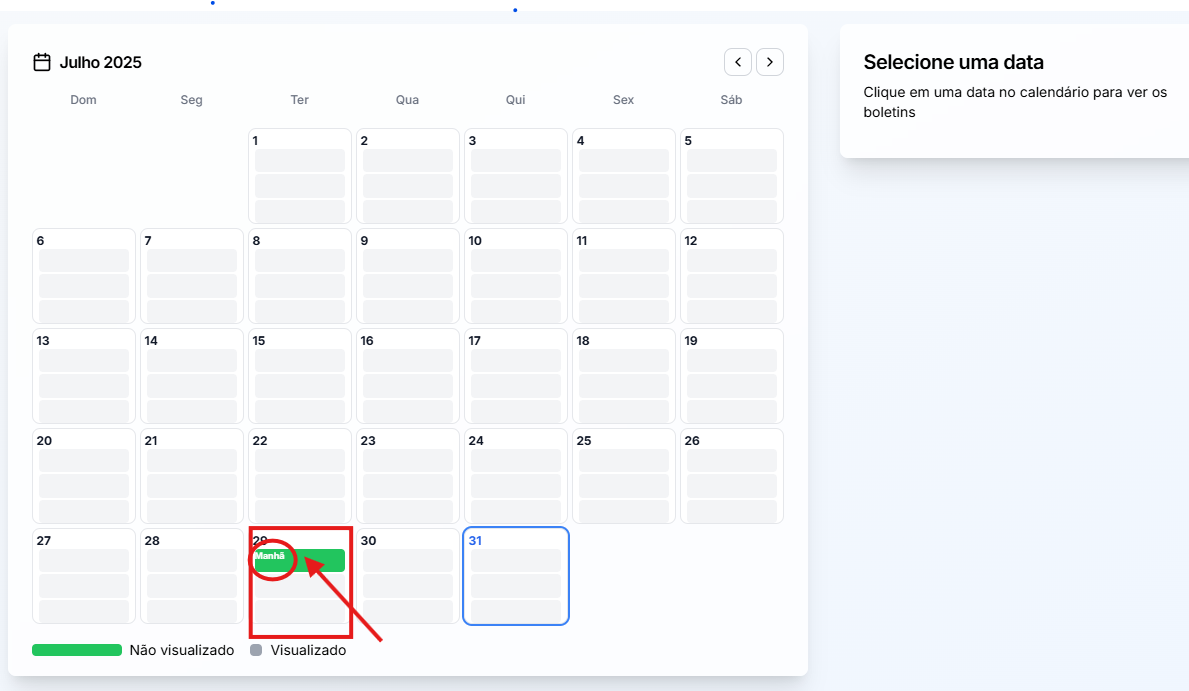 Julho 2025
Dom Seg Ter Qua Qui Sex Sáb
1 2 3 4 5
6 7 8 9 10 11 12
13 14 15 16 17 18 19
20 21 22 23 24 25 26
27 28 29 30 31
Manhã
Não visualizado Visualizado
Selecione uma data
Clique em uma data no calendário para ver os
boletins